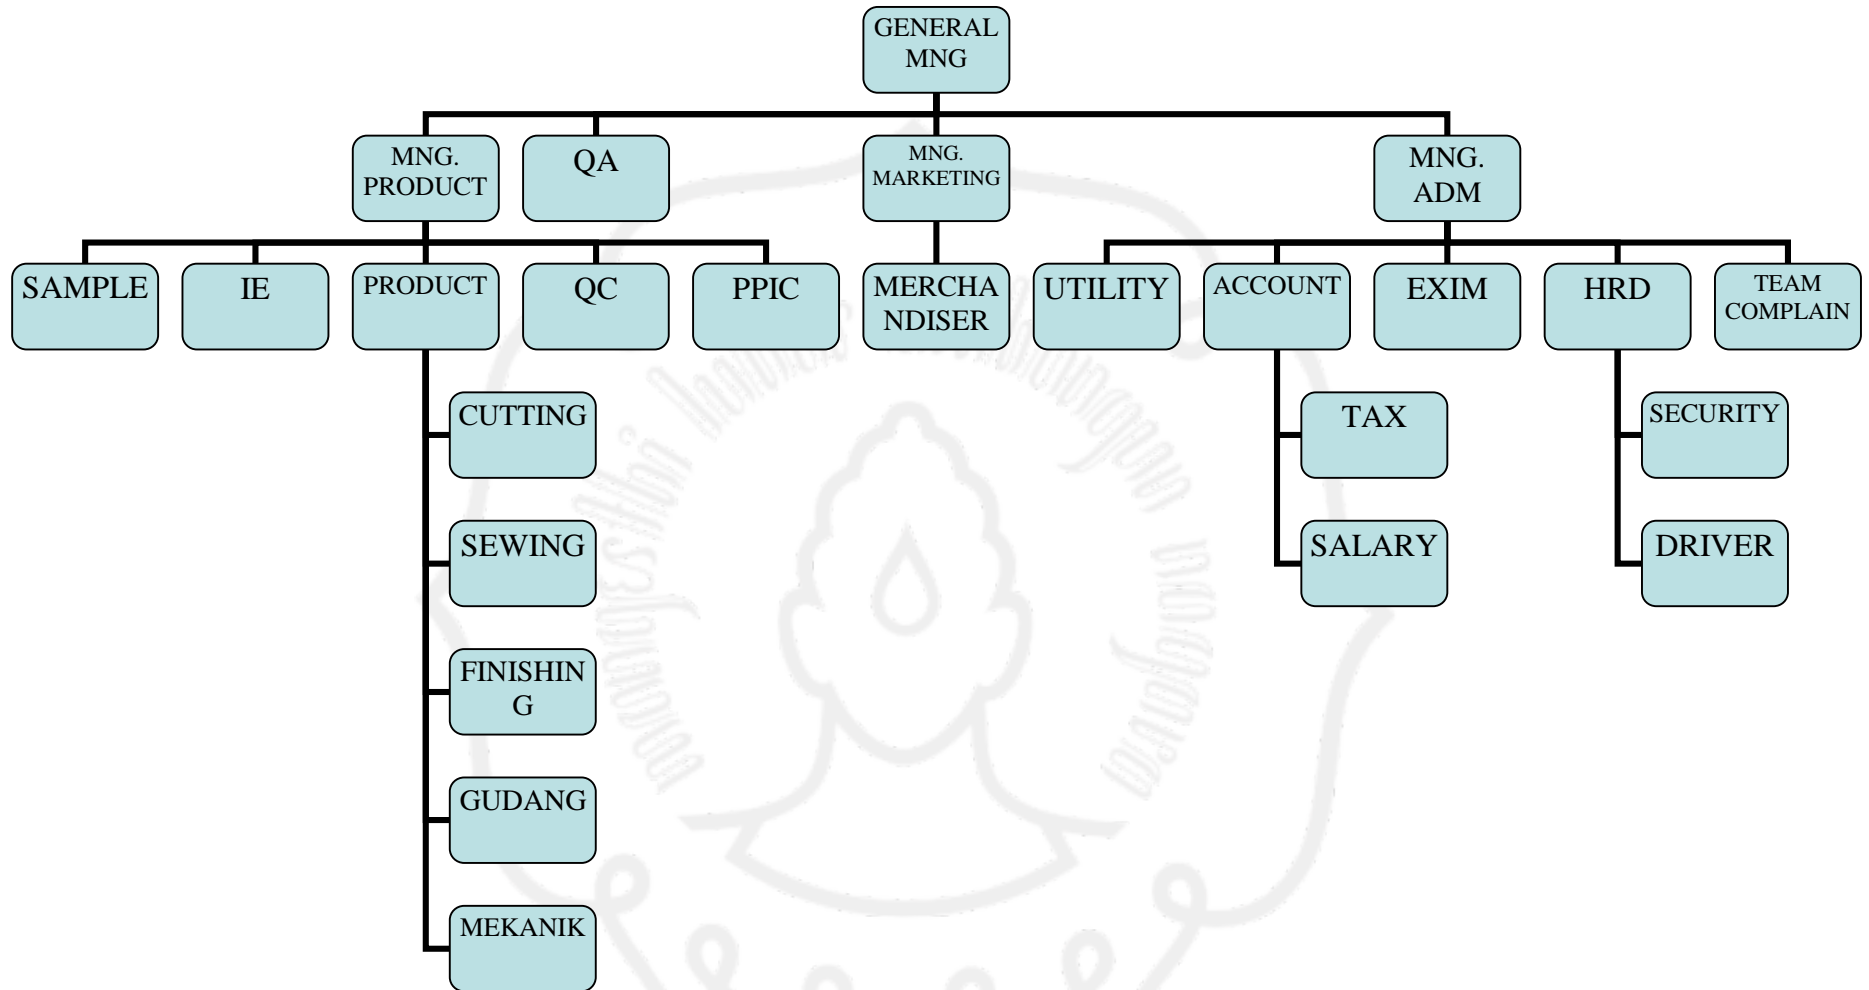 GENERAL
MNG
MNG.
PRODUCT
QA
MNG.
MARKETING
MNG.
ADM
SAMPLE
IE
PRODUCT
QC
PPIC
MERCHA
NDISER
UTILITY
ACCOUNT
EXIM
HRD
TEAM
COMPLAIN
CUTTING
TAX
SECURITY
SEWING
SALARY
DRIVER
FINISHIN
G
GUDANG
MEKANIK